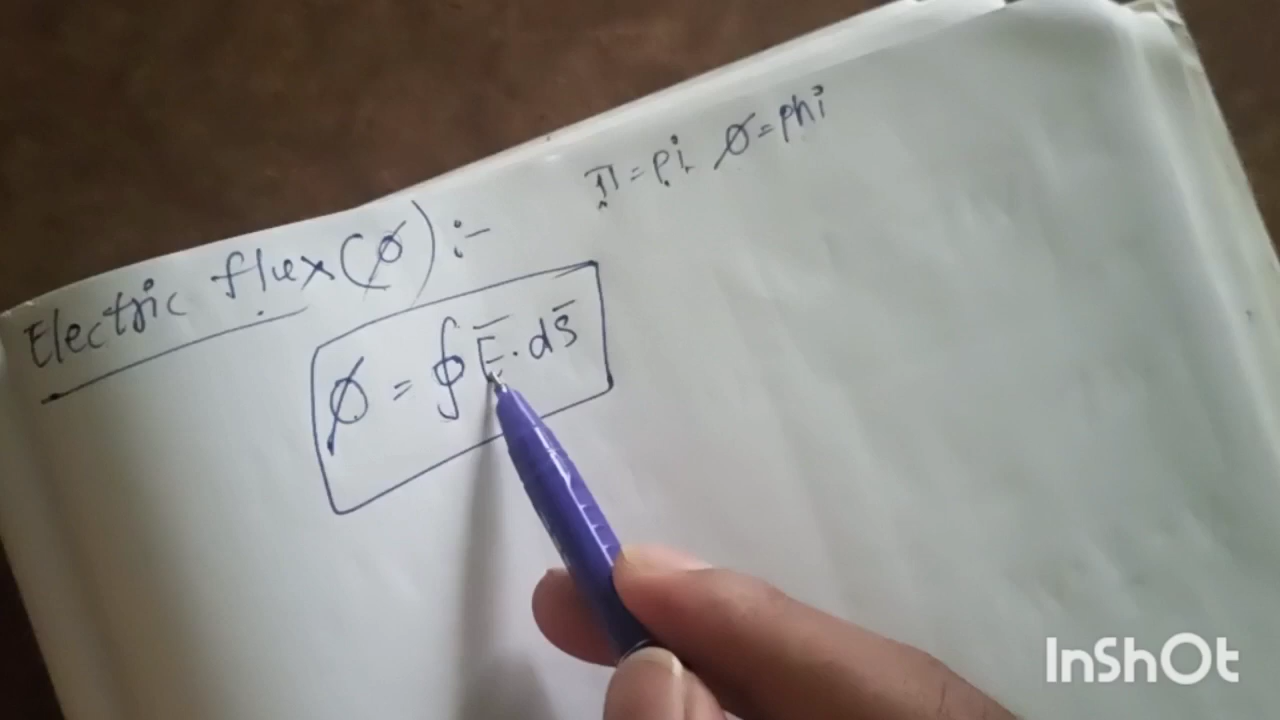 π = Pi, Ø = phi
Electric flux (Ø) :-
Ø = ∮ E̅ . dS̅
InShOt